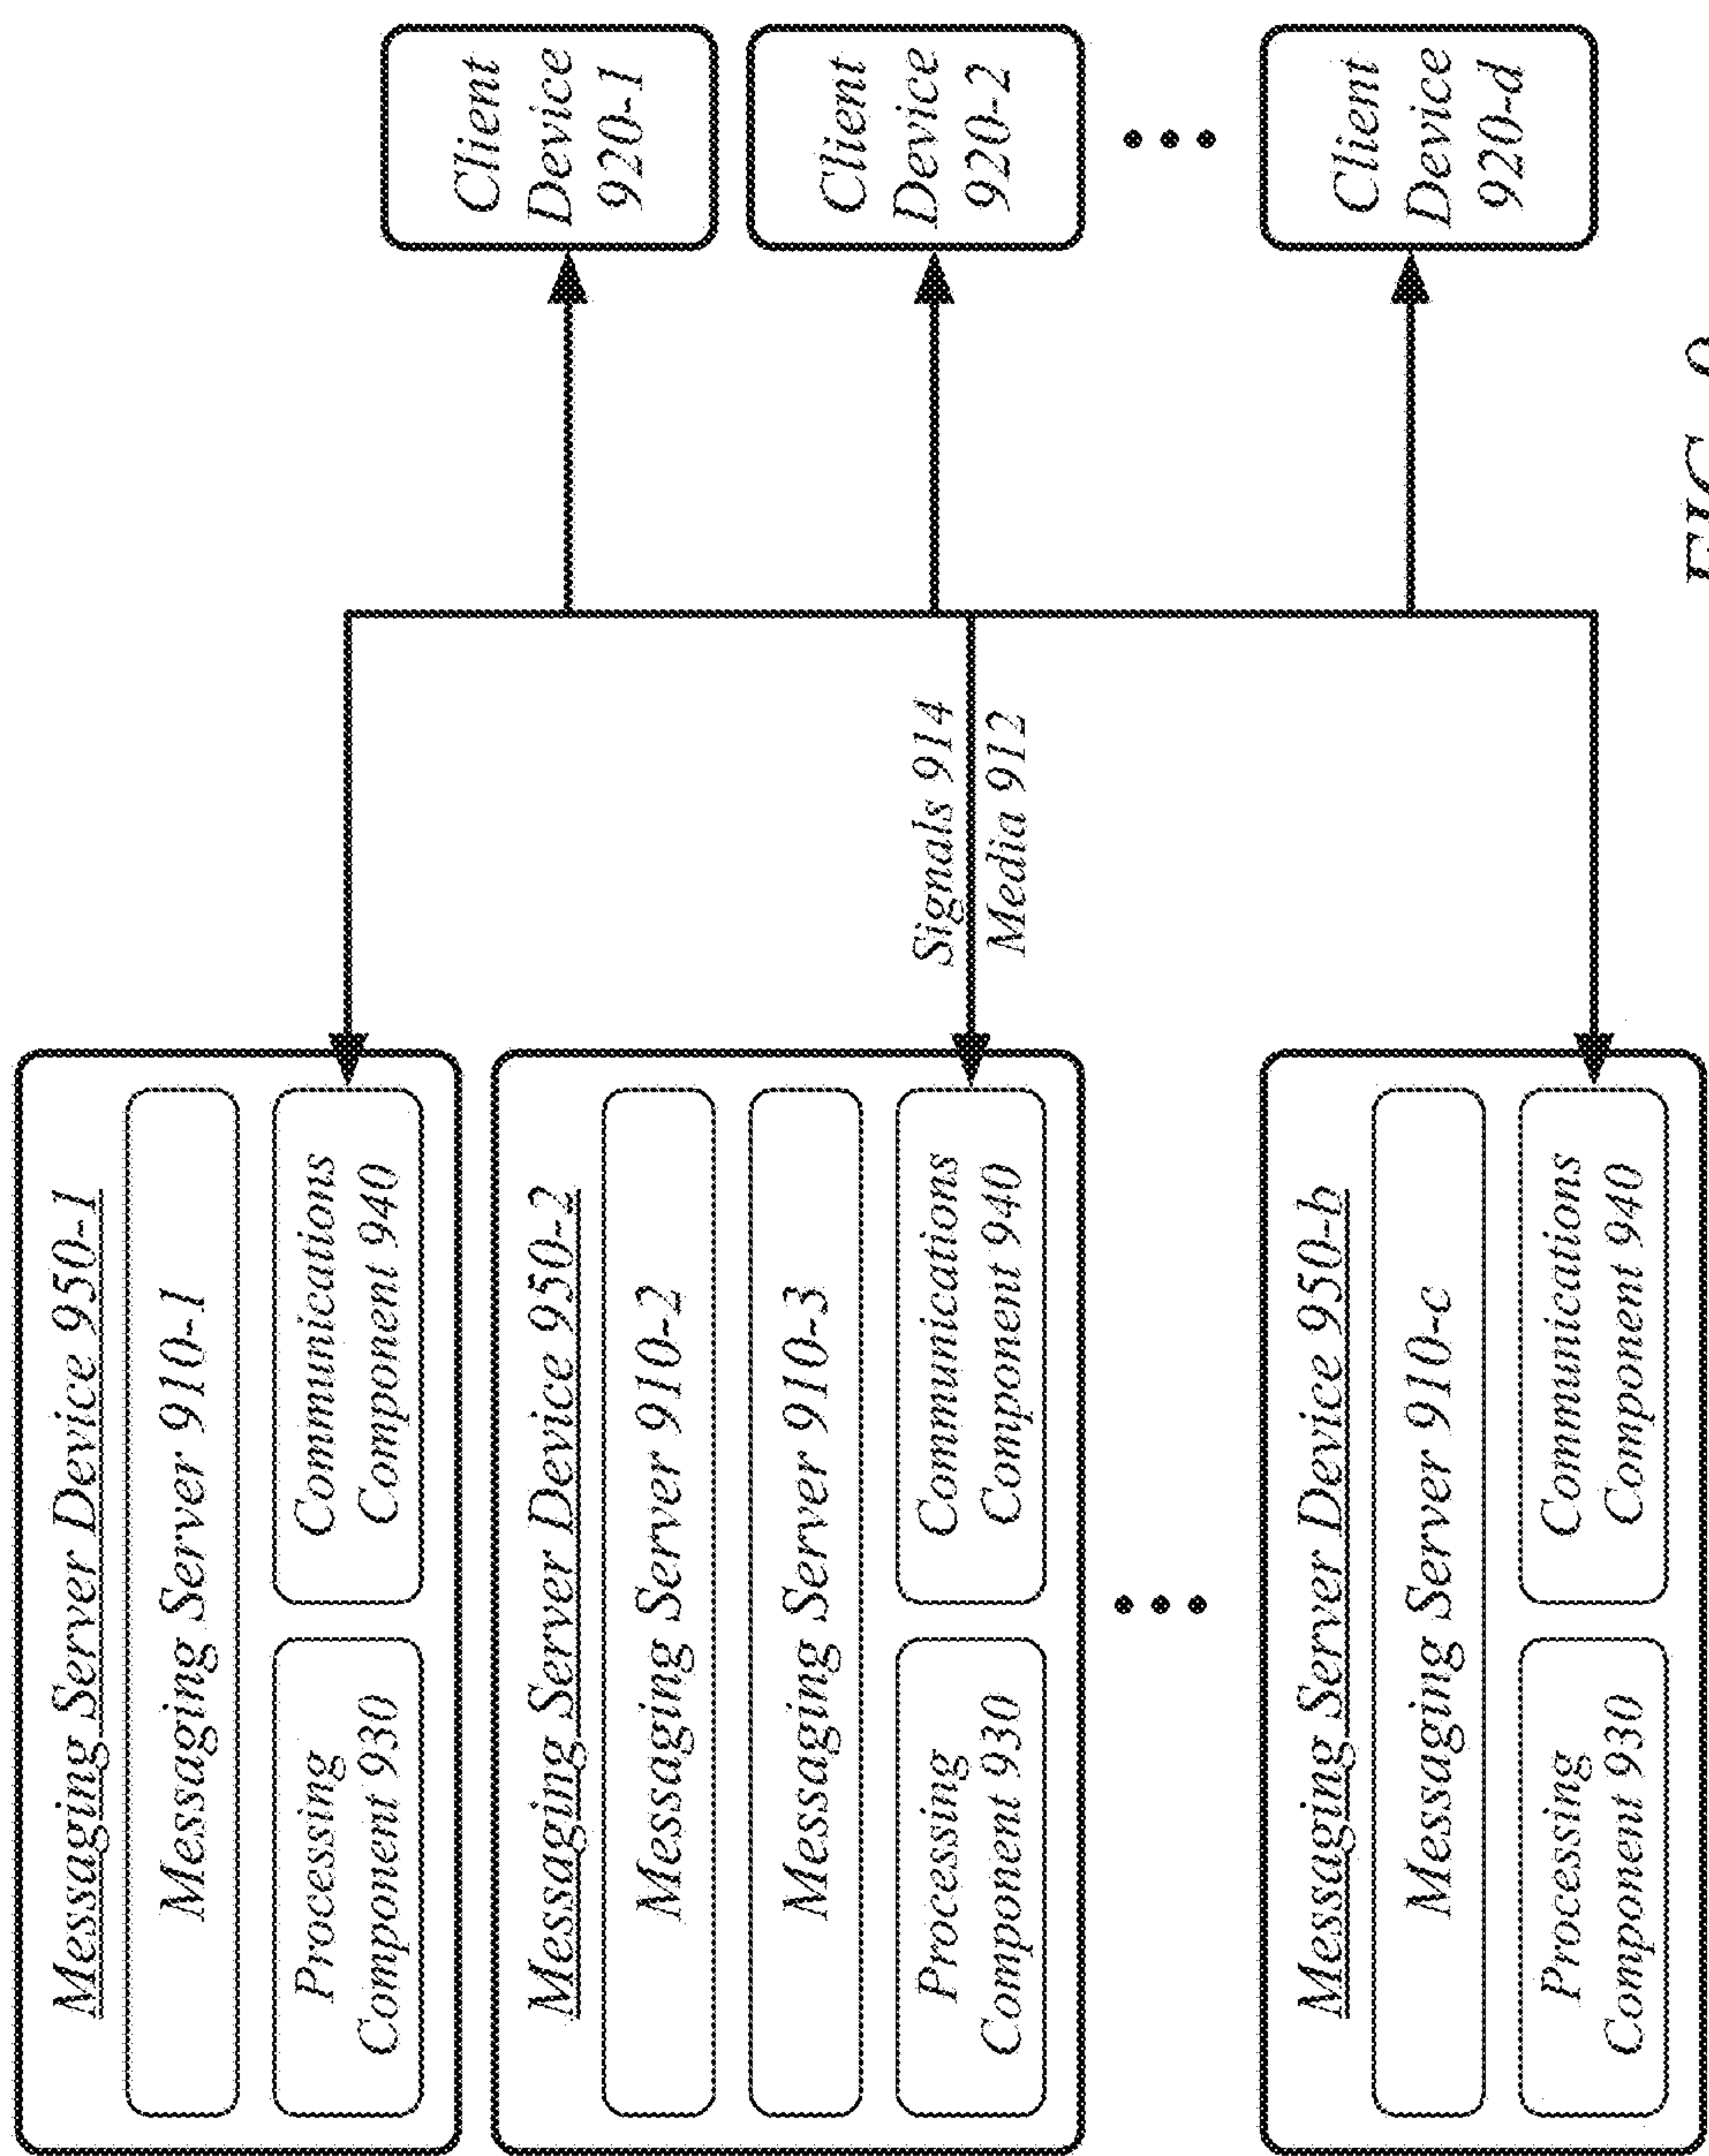 Messaging Server Device 950-1
Messaging Server 910-1
Processing
Component 930
Communications
Component 940
Messaging Server Device 950-2
Messaging Server 910-2
Messaging Server 910-3
Processing
Component 930
Communications
Component 940
Messaging Server Device 950-b
Messaging Server 910-c
Processing
Component 930
Communications
Component 940
Signals 914
Media 912
Client
Device
920-1
Client
Device
920-2
Client
Device
920-d